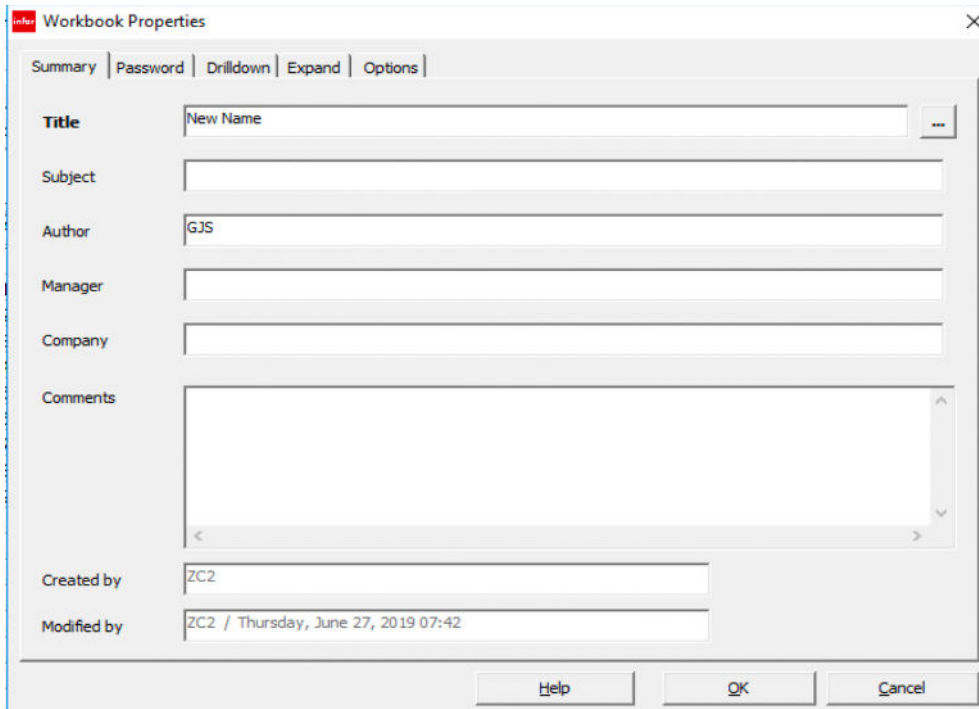 infor Workbook Properties
Summary Password Drilldown Expand Options
Title New Name ...
Subject
Author GJS
Manager
Company
Comments
Created by ZC2
Modified by ZC2 / Thursday, June 27, 2019 07:42
Help OK Cancel